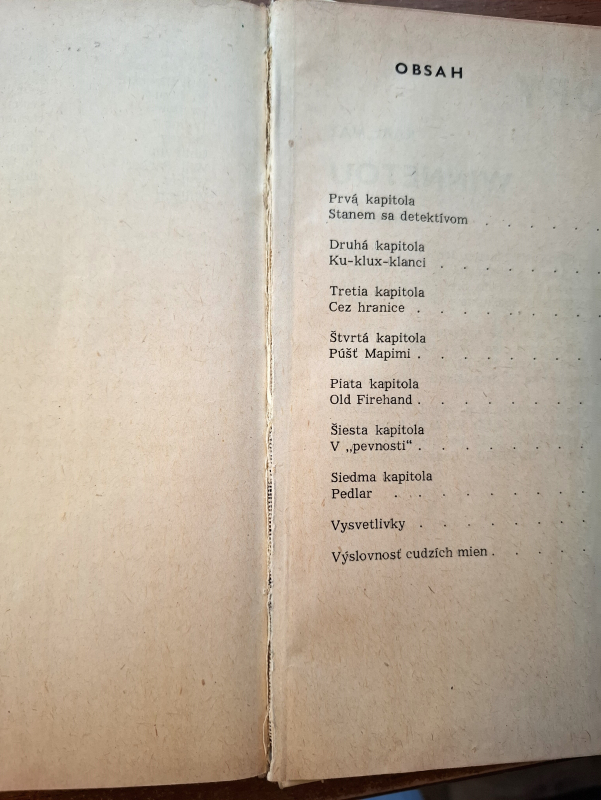 OBSAH
Prvá kapitola
Stanem sa detektívom . . . . . .
Druhá kapitola
Ku-klux-klanci . . . . . . . .
Tretia kapitola
Cez hranice . . . . . . . . .
Štvrtá kapitola
Púšť Mapimi . . . . . . . .
Piata kapitola
Old Firehand . . . . . . . .
Šiesta kapitola
V „pevnosti“ . . . . . . . .
Siedma kapitola
Pedlar . . . . . . . . .
Vysvetlivky . . . . . . . .
Výslovnosť cudzích mien . . . . .